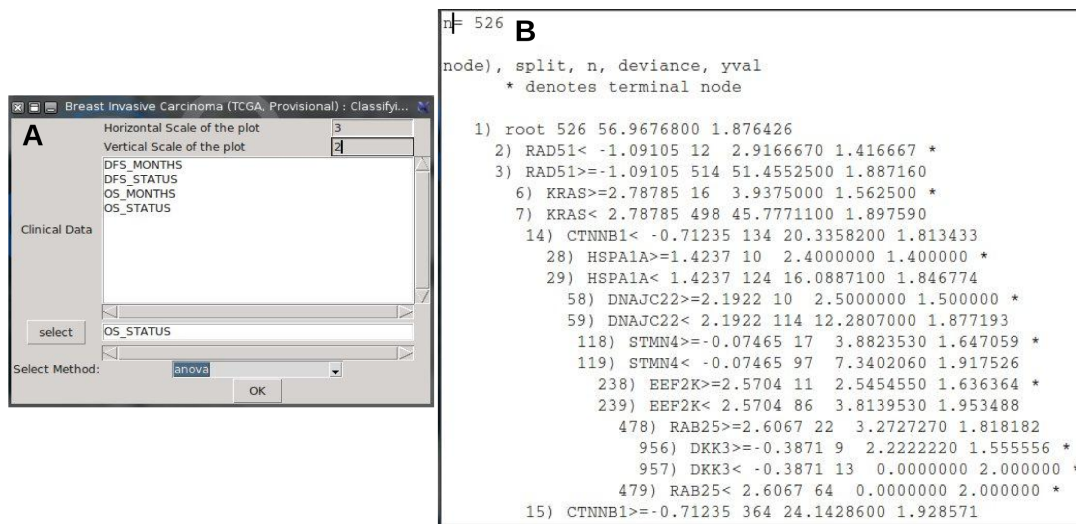 A
Breast Invasive Carcinoma (TCGA, Provisional) : Classifyi...
Horizontal Scale of the plot 3
Vertical Scale of the plot 2
DFS_MONTHS
DFS_STATUS
OS_MONTHS
OS_STATUS
Clinical Data
select OS_STATUS
Select Method: anova
OK
B
n= 526
node), split, n, deviance, yval
* denotes terminal node
1) root 526 56.9676800 1.876426
2) RAD51< -1.09105 12 2.9166670 1.416667 *
3) RAD51>=-1.09105 514 51.4552500 1.887160
6) KRAS>=2.78785 16 3.9375000 1.562500 *
7) KRAS< 2.78785 498 45.7771100 1.897590
14) CTNNB1< -0.71235 134 20.3358200 1.813433
28) HSPA1A>=1.4237 10 2.4000000 1.400000 *
29) HSPA1A< 1.4237 124 16.0887100 1.846774
58) DNAJC22>=2.1922 10 2.5000000 1.500000 *
59) DNAJC22< 2.1922 114 12.2807000 1.877193
118) STMN4>=-0.07465 17 3.8823530 1.647059 *
119) STMN4< -0.07465 97 7.3402060 1.917526
238) EEF2K>=2.5704 11 2.5454550 1.636364 *
239) EEF2K< 2.5704 86 3.8139530 1.953488
478) RAB25>=2.6067 22 3.2727270 1.818182
956) DKK3>=-0.3871 9 2.2222220 1.555556 *
957) DKK3< -0.3871 13 0.0000000 2.000000 *
479) RAB25< 2.6067 64 0.0000000 2.000000 *
15) CTNNB1>=-0.71235 364 24.1428600 1.928571